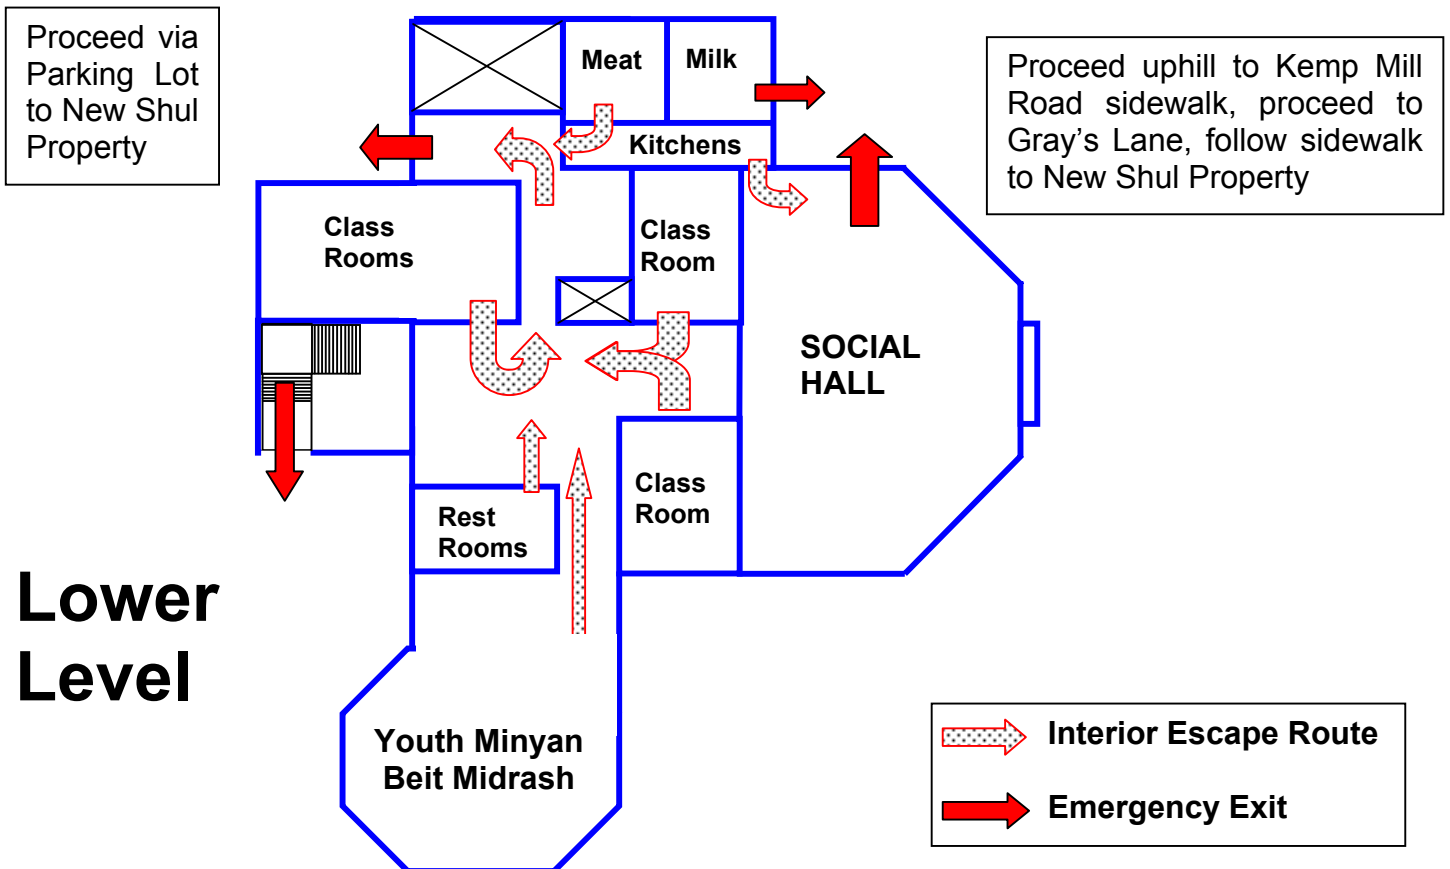 Proceed via
Parking Lot
to New Shul
Property
Meat
Milk
Kitchens
Proceed uphill to Kemp Mill
Road sidewalk, proceed to
Gray’s Lane, follow sidewalk
to New Shul Property
Class
Rooms
Class
Room
SOCIAL
HALL
Class
Room
Rest
Rooms
Lower
Level
Youth Minyan
Beit Midrash
Interior Escape Route
Emergency Exit